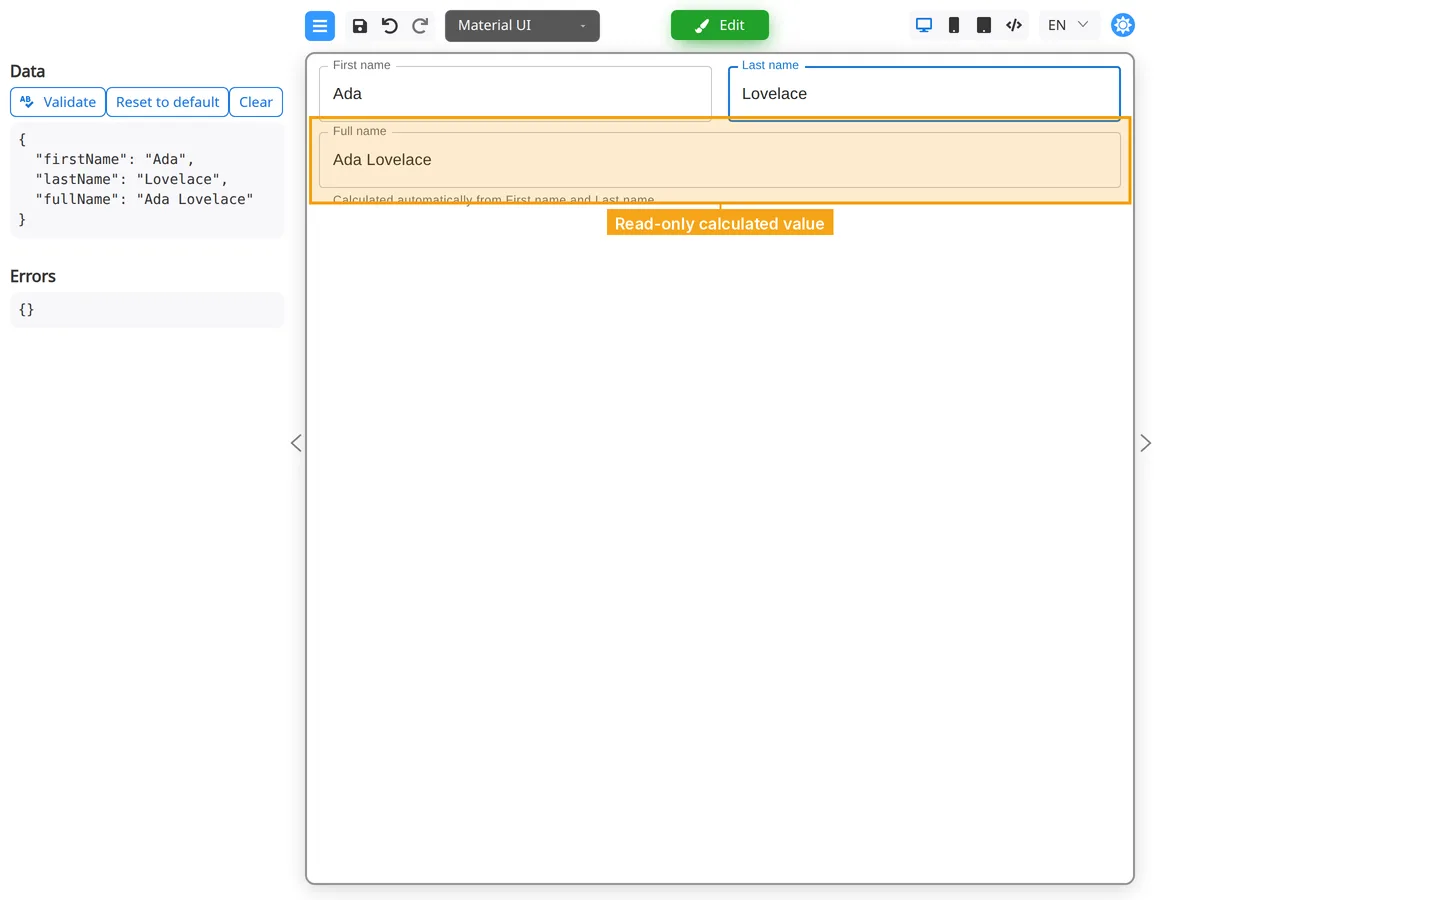 Material UI
Edit
EN
Data
Validate
Reset to default
Clear
{
"firstName": "Ada",
"lastName": "Lovelace",
"fullName": "Ada Lovelace"
}
Errors
{}
First name
Ada
Last name
Lovelace
Full name
Ada Lovelace
Calculated automatically from First name and Last name
Read-only calculated value